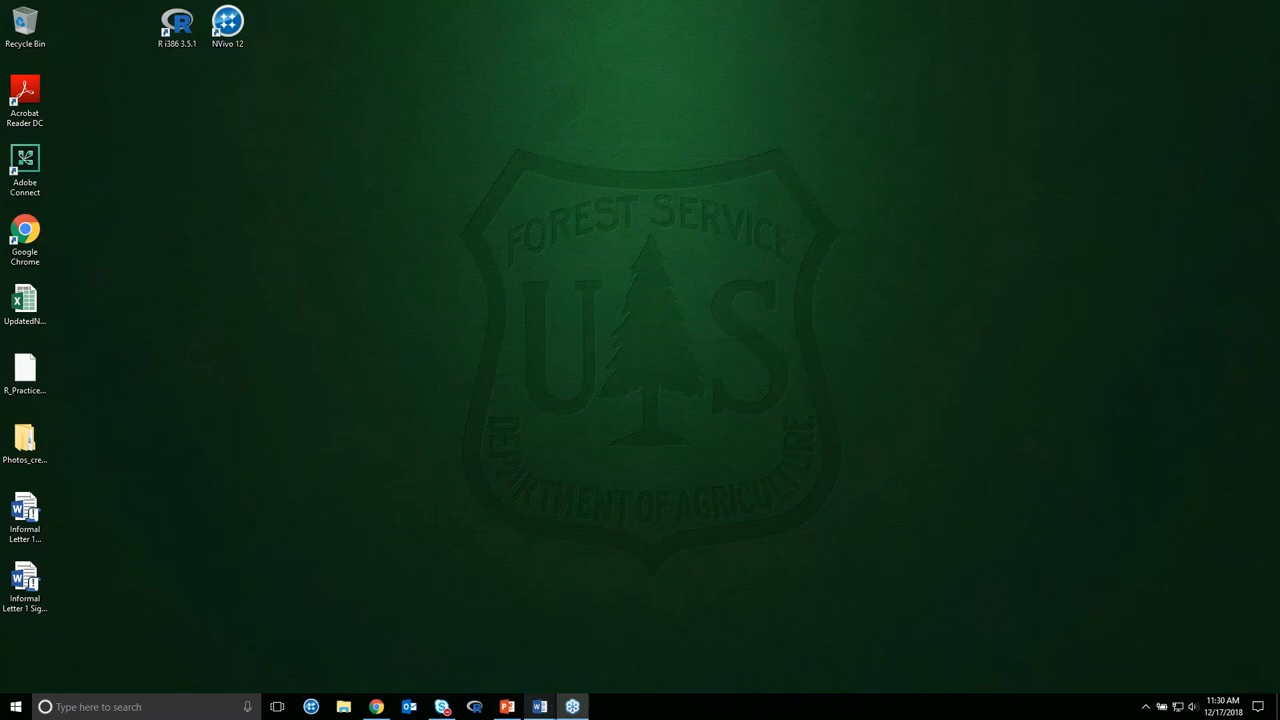 Recycle Bin
R i386 3.5.1
NVivo 12
Acrobat
Reader DC
Adobe
Connect
Google
Chrome
UpdatedN...
R_Practice...
Photos_cre...
Informal
Letter 1...
Informal
Letter 1 Sig...
FOREST SERVICE
U S
DEPARTMENT OF AGRICULTURE
Type here to search
11:30 AM
12/17/2018